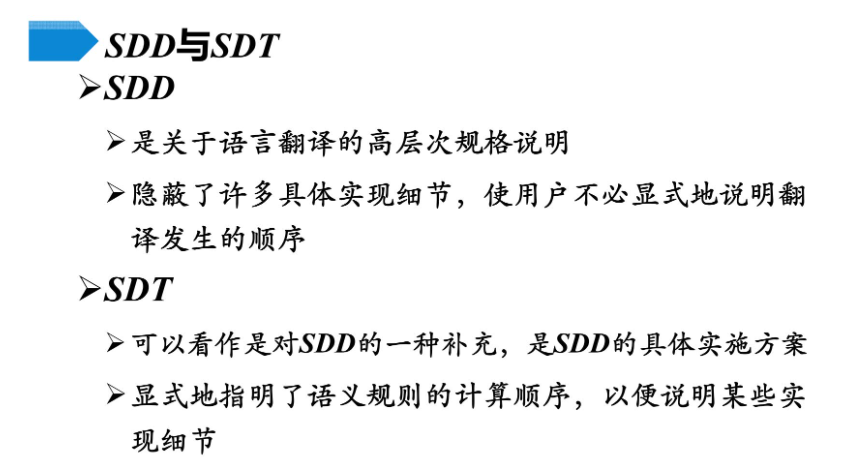 SDD与SDT
➢SDD
➢是关于语言翻译的高层次规格说明
➢隐蔽了许多具体实现细节，使用户不必显式地说明翻
译发生的顺序
➢SDT
➢可以看作是对SDD的一种补充，是SDD的具体实施方案
➢显式地指明了语义规则的计算顺序，以便说明某些实
现细节